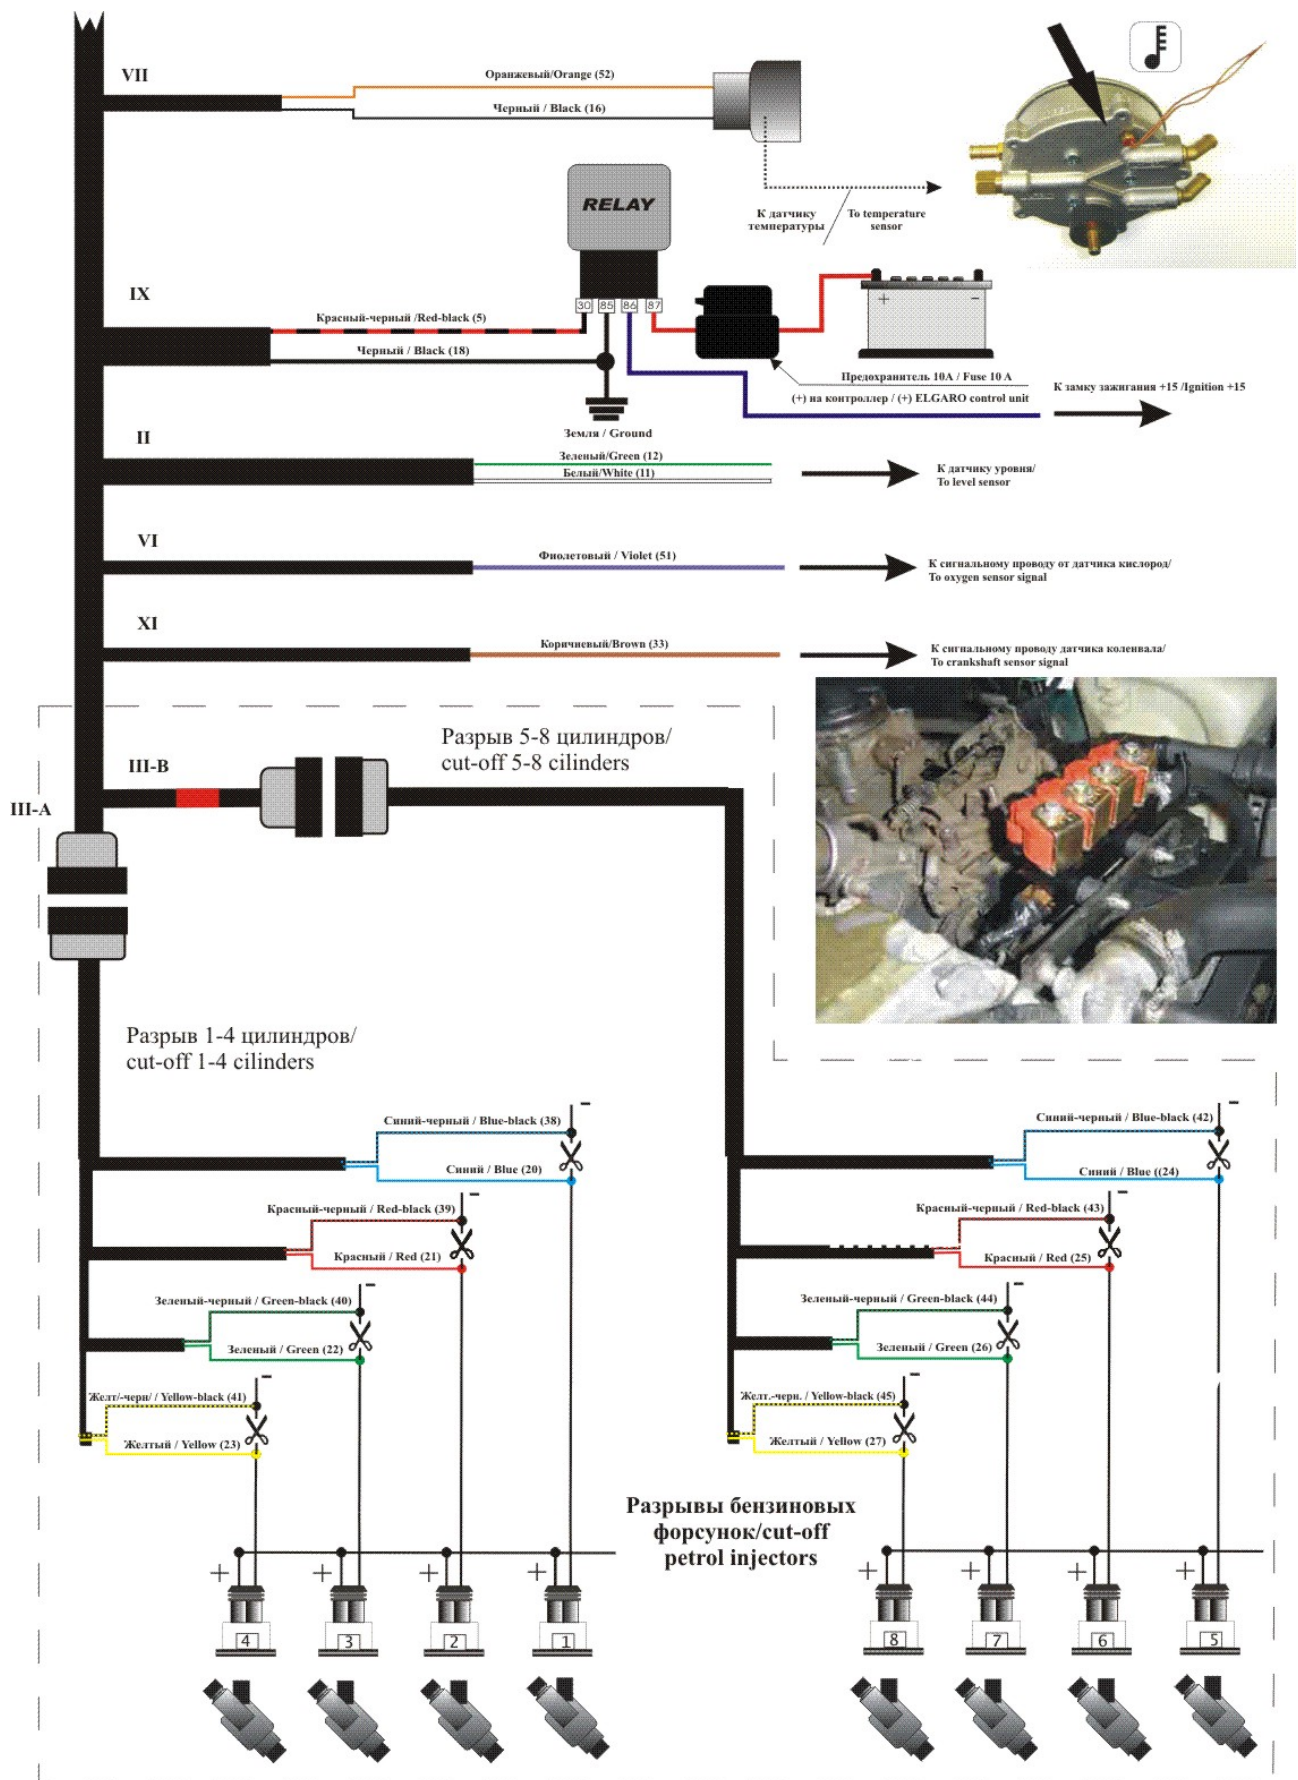 VII
Оранжевый/Orange (52)
Черный / Black (16)
К датчику
температуры
To temperature
sensor
RELAY
30 85 86 87
+ −
IX
Красный-черный /Red-black (5)
Черный / Black (18)
Предохранитель 10А / Fuse 10 A
(+) на контроллер / (+) ELGARO control unit
К замку зажигания +15 /Ignition +15
Земля / Ground
II
Зеленый/Green (12)
Белый/White (11)
К датчику уровня/
To level sensor
VI
Фиолетовый / Violet (51)
К сигнальному проводу от датчика кислород/
To oxygen sensor signal
XI
Коричневый/Brown (33)
К сигнальному проводу датчика коленвала/
To crankshaft sensor signal
III-B
Разрыв 5-8 цилиндров/
cut-off 5-8 cilinders
III-A
Разрыв 1-4 цилиндров/
cut-off 1-4 cilinders
Синий-черный / Blue-black (38)
−
Синий / Blue (20)
Красный-черный / Red-black (39)
−
Красный / Red (21)
Зеленый-черный / Green-black (40)
−
Зеленый / Green (22)
Желт/-черн/ / Yellow-black (41)
−
Желтый / Yellow (23)
Синий-черный / Blue-black (42)
−
Синий / Blue ((24)
Красный-черный / Red-black (43)
−
Красный / Red (25)
Зеленый-черный / Green-black (44)
−
Зеленый / Green (26)
Желт.-черн. / Yellow-black (45)
−
Желтый / Yellow (27)
Разрывы бензиновых
форсунок/cut-off
petrol injectors
+ + + +
4 3 2 1
+ + + +
8 7 6 5